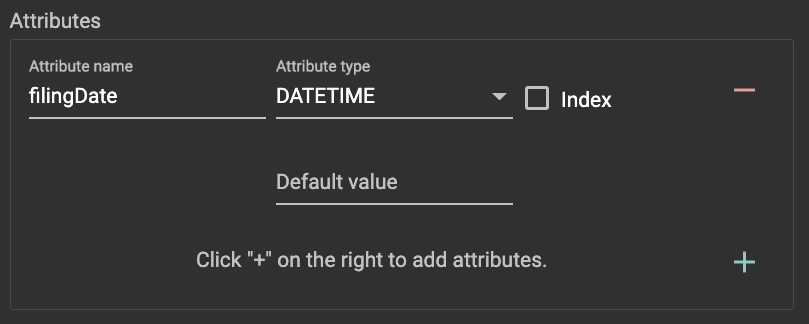 Attributes
Attribute name
Attribute type
filingDate
DATETIME
Index
Default value
Click "+" on the right to add attributes.